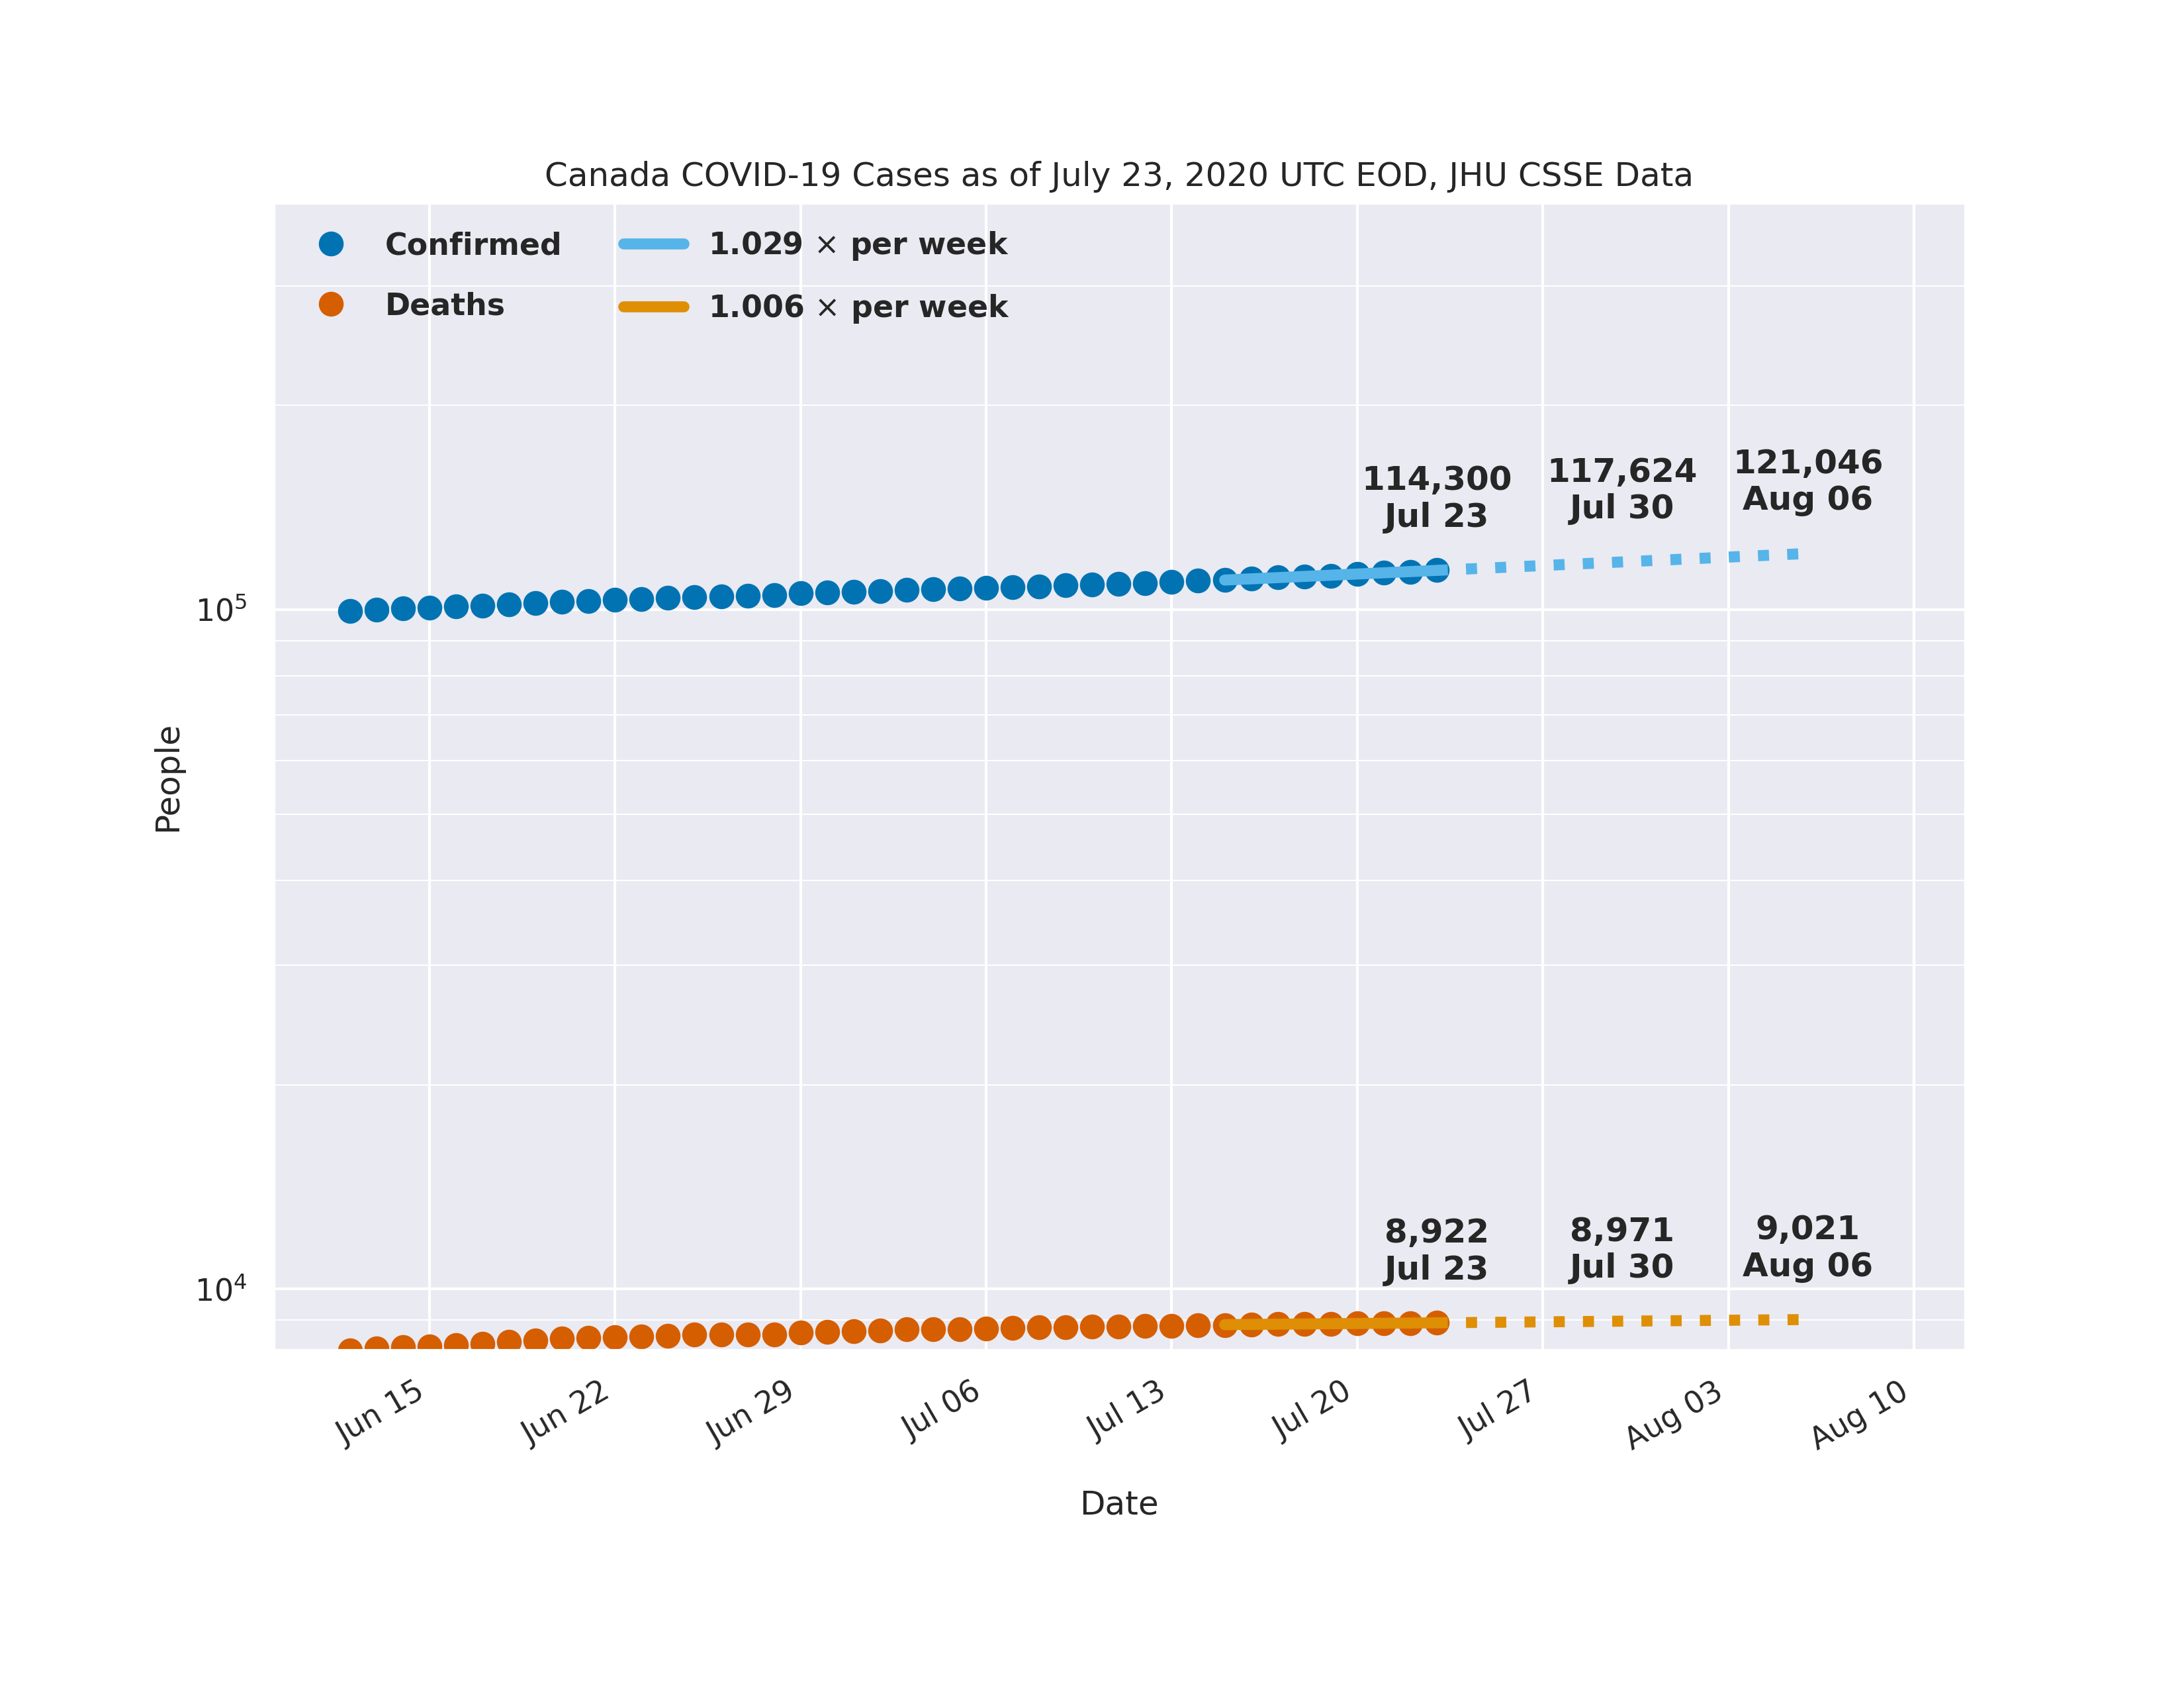 Canada COVID-19 Cases as of July 23, 2020 UTC EOD, JHU CSSE Data
Confirmed
1.029 × per week
Deaths
1.006 × per week
114,300
Jul 23
117,624
Jul 30
121,046
Aug 06
10⁵
People
8,922
Jul 23
8,971
Jul 30
9,021
Aug 06
10⁴
Jun 15
Jun 22
Jun 29
Jul 06
Jul 13
Jul 20
Jul 27
Aug 03
Aug 10
Date